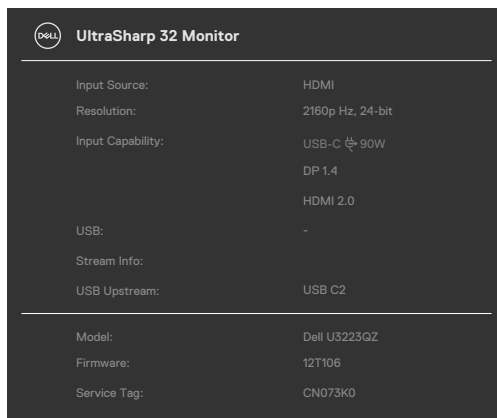 DELL UltraSharp 32 Monitor
Input Source: HDMI
Resolution: 2160p Hz, 24-bit
Input Capability: USB-C 90W
DP 1.4
HDMI 2.0
USB: -
Stream Info:
USB Upstream: USB C2
Model: Dell U3223QZ
Firmware: 12T106
Service Tag: CN073K0